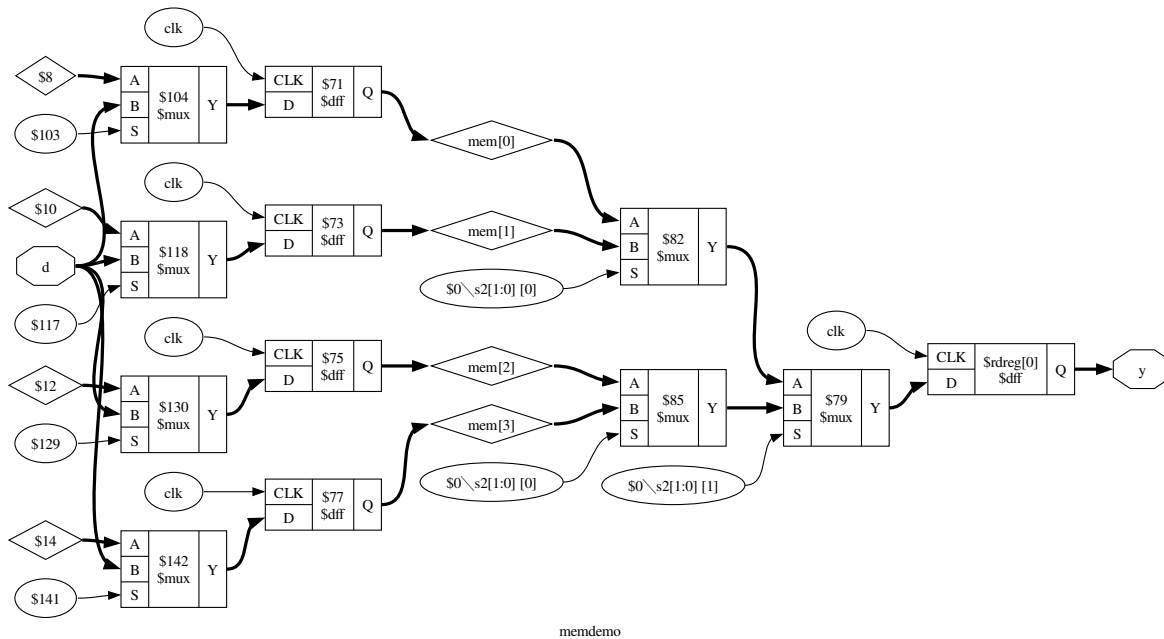 clk
$8
A
B
S
$104
$mux
Y
$103
CLK
D
$71
$dff
Q
mem[0]
clk
$10
d
A
B
S
$118
$mux
Y
$117
CLK
D
$73
$dff
Q
mem[1]
$0\s2[1:0] [0]
A
B
S
$82
$mux
Y
clk
$12
A
B
S
$130
$mux
Y
$129
CLK
D
$75
$dff
Q
mem[2]
mem[3]
$0\s2[1:0] [0]
A
B
S
$85
$mux
Y
$0\s2[1:0] [1]
A
B
S
$79
$mux
Y
clk
CLK
D
$rdreg[0]
$dff
Q
y
clk
$14
A
B
S
$142
$mux
Y
$141
CLK
D
$77
$dff
Q
memdemo